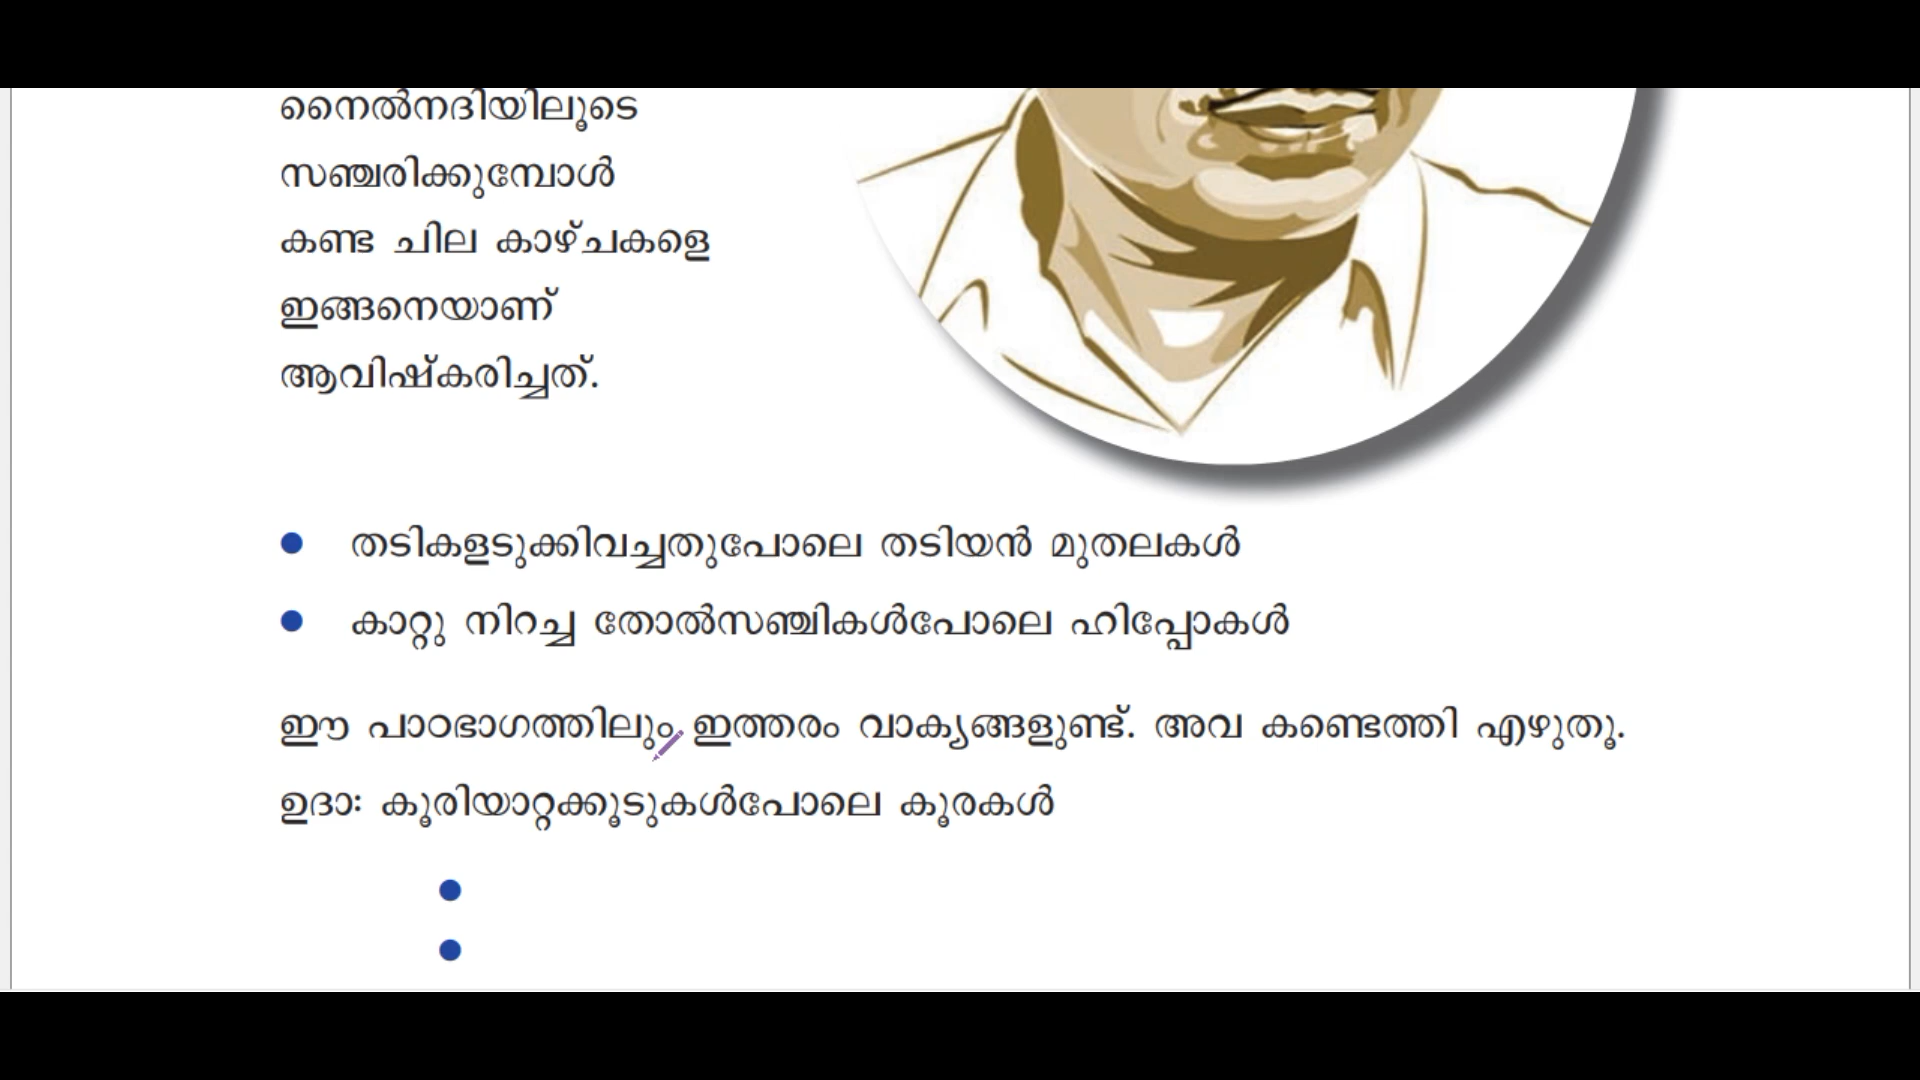 നൈൽനദിയിലൂടെ
സഞ്ചരിക്കുമ്പോൾ
കണ്ട ചില കാഴ്ചകളെ
ഇങ്ങനെയാണ്
ആവിഷ്കരിച്ചത്.
● തടികളടുക്കിവച്ചതുപോലെ തടിയൻ മുതലകൾ
● കാറ്റു നിറച്ച തോൽസഞ്ചികൾപോലെ ഹിപ്പോകൾ
ഈ പാഠഭാഗത്തിലും ഇത്തരം വാക്യങ്ങളുണ്ട്. അവ കണ്ടെത്തി എഴുതൂ.
ഉദാ: കൂരിയാറ്റക്കൂടുകൾപോലെ കൂരകൾ
●
●